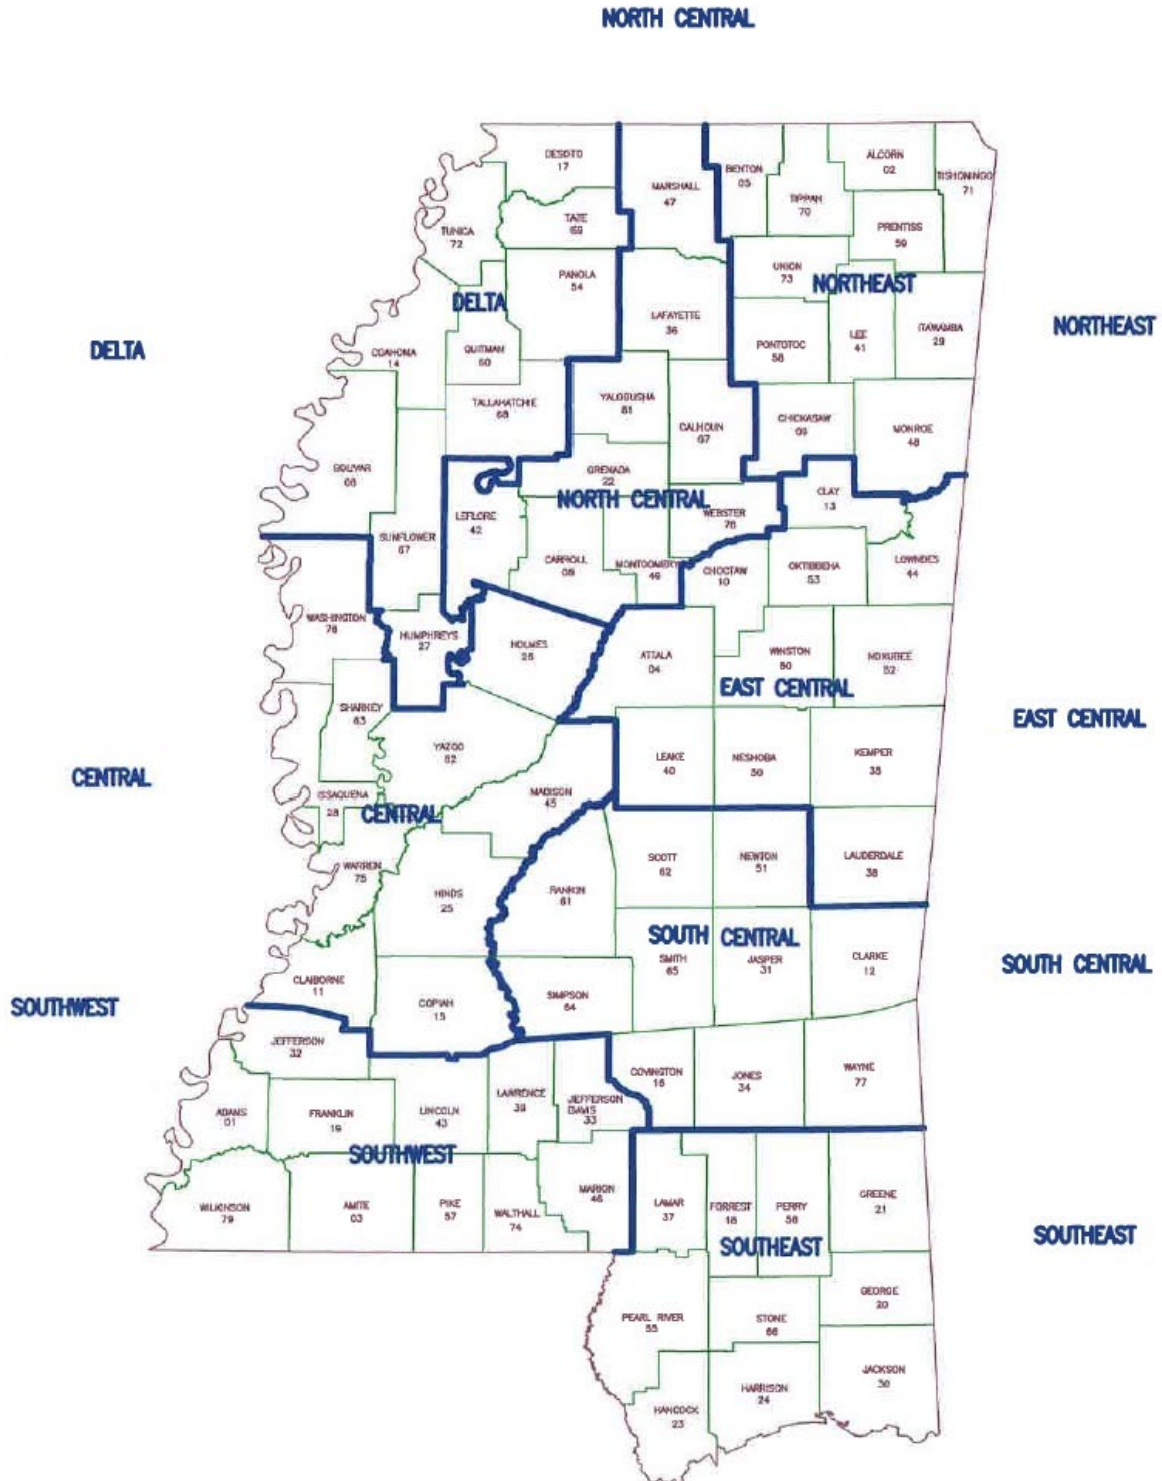 NORTH CENTRAL
DESOTO
17
MARSHALL
47
BENTON
05
TIPPAH
70
ALCORN
02
TISHOMINGO
71
TUNICA
72
TATE
69
PRENTISS
59
PANOLA
54
UNION
73
NORTHEAST
DELTA
LAFAYETTE
36
PONTOTOC
58
LEE
41
ITAWAMBA
29
NORTHEAST
DELTA
COAHOMA
14
QUITMAN
60
TALLAHATCHIE
68
YALOBUSHA
81
CALHOUN
07
CHICKASAW
09
MONROE
48
BOLIVAR
06
GRENADA
22
NORTH CENTRAL
WEBSTER
78
CLAY
13
LEFLORE
42
SUNFLOWER
67
CARROLL
08
MONTGOMERY
49
CHOCTAW
10
OKTIBBEHA
53
LOWNDES
44
WASHINGTON
76
HUMPHREYS
27
HOLMES
26
ATTALA
04
WINSTON
80
NOXUBEE
52
EAST CENTRAL
EAST CENTRAL
SHARKEY
63
YAZOO
82
LEAKE
40
NESHOBA
50
KEMPER
35
CENTRAL
ISSAQUENA
28
CENTRAL
MADISON
45
WARREN
75
HINDS
25
RANKIN
61
SCOTT
62
NEWTON
51
LAUDERDALE
38
SOUTH CENTRAL
SMITH
65
JASPER
31
CLARKE
12
SOUTH CENTRAL
CLAIBORNE
11
COPIAH
15
SIMPSON
64
SOUTHWEST
JEFFERSON
32
COVINGTON
16
JONES
34
WAYNE
77
ADAMS
01
FRANKLIN
19
LINCOLN
43
LAWRENCE
39
JEFFERSON
DAVIS
33
SOUTHWEST
WILKINSON
79
AMITE
03
PIKE
57
WALTHALL
74
MARION
46
LAMAR
37
FORREST
18
PERRY
56
GREENE
21
SOUTHEAST
SOUTHEAST
PEARL RIVER
55
STONE
66
GEORGE
20
HANCOCK
23
HARRISON
24
JACKSON
30